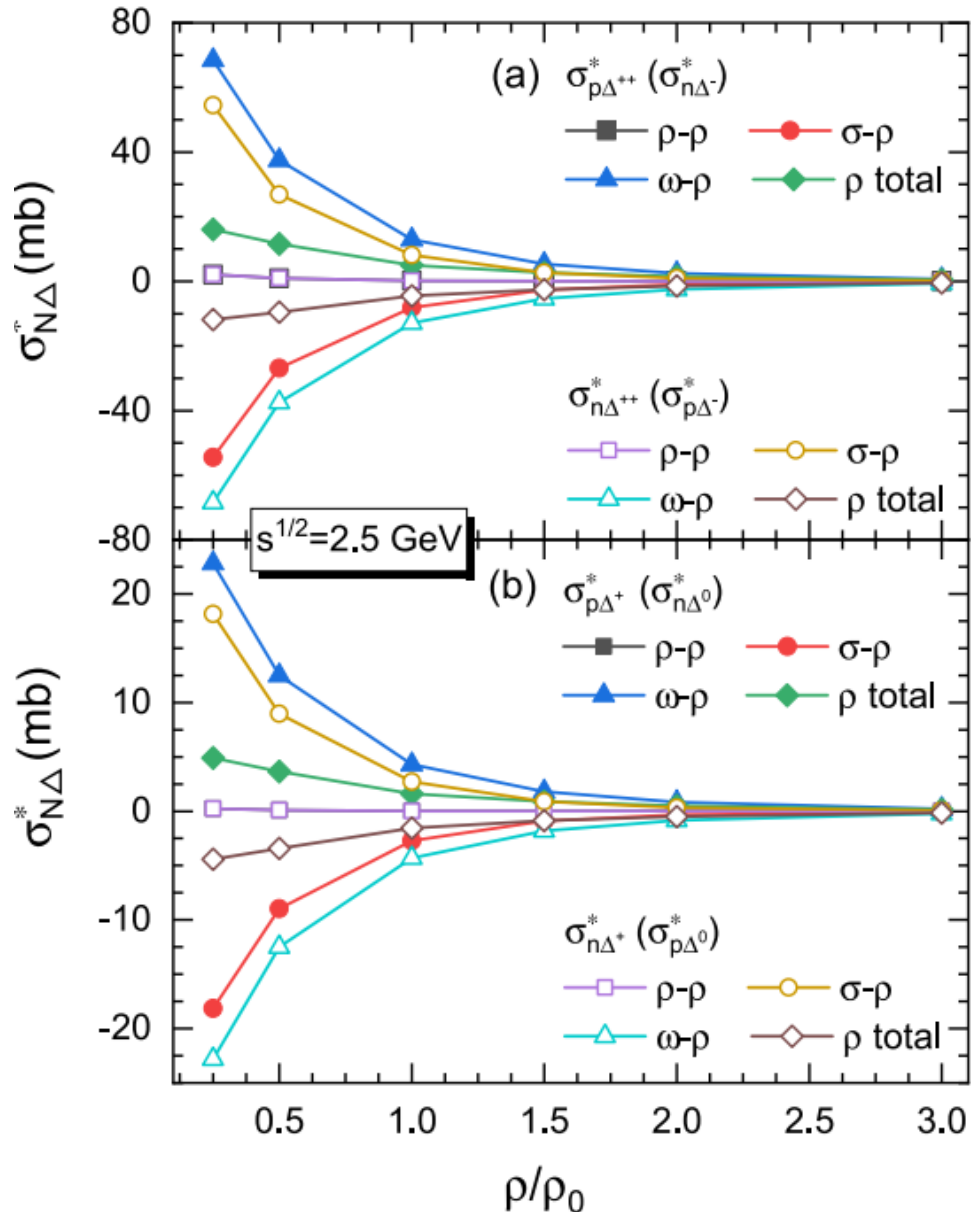 80
(a) σ*pΔ++ (σ*nΔ-)
ρ-ρ σ-ρ
ω-ρ ρ total
40
0
-40
-80
σ*NΔ (mb)
σ*nΔ++ (σ*pΔ-)
ρ-ρ σ-ρ
ω-ρ ρ total
s1/2=2.5 GeV
(b) σ*pΔ+ (σ*nΔ0)
ρ-ρ σ-ρ
ω-ρ ρ total
20
10
0
-10
-20
σ*NΔ (mb)
σ*nΔ+ (σ*pΔ0)
ρ-ρ σ-ρ
ω-ρ ρ total
0.5 1.0 1.5 2.0 2.5 3.0
ρ/ρ0